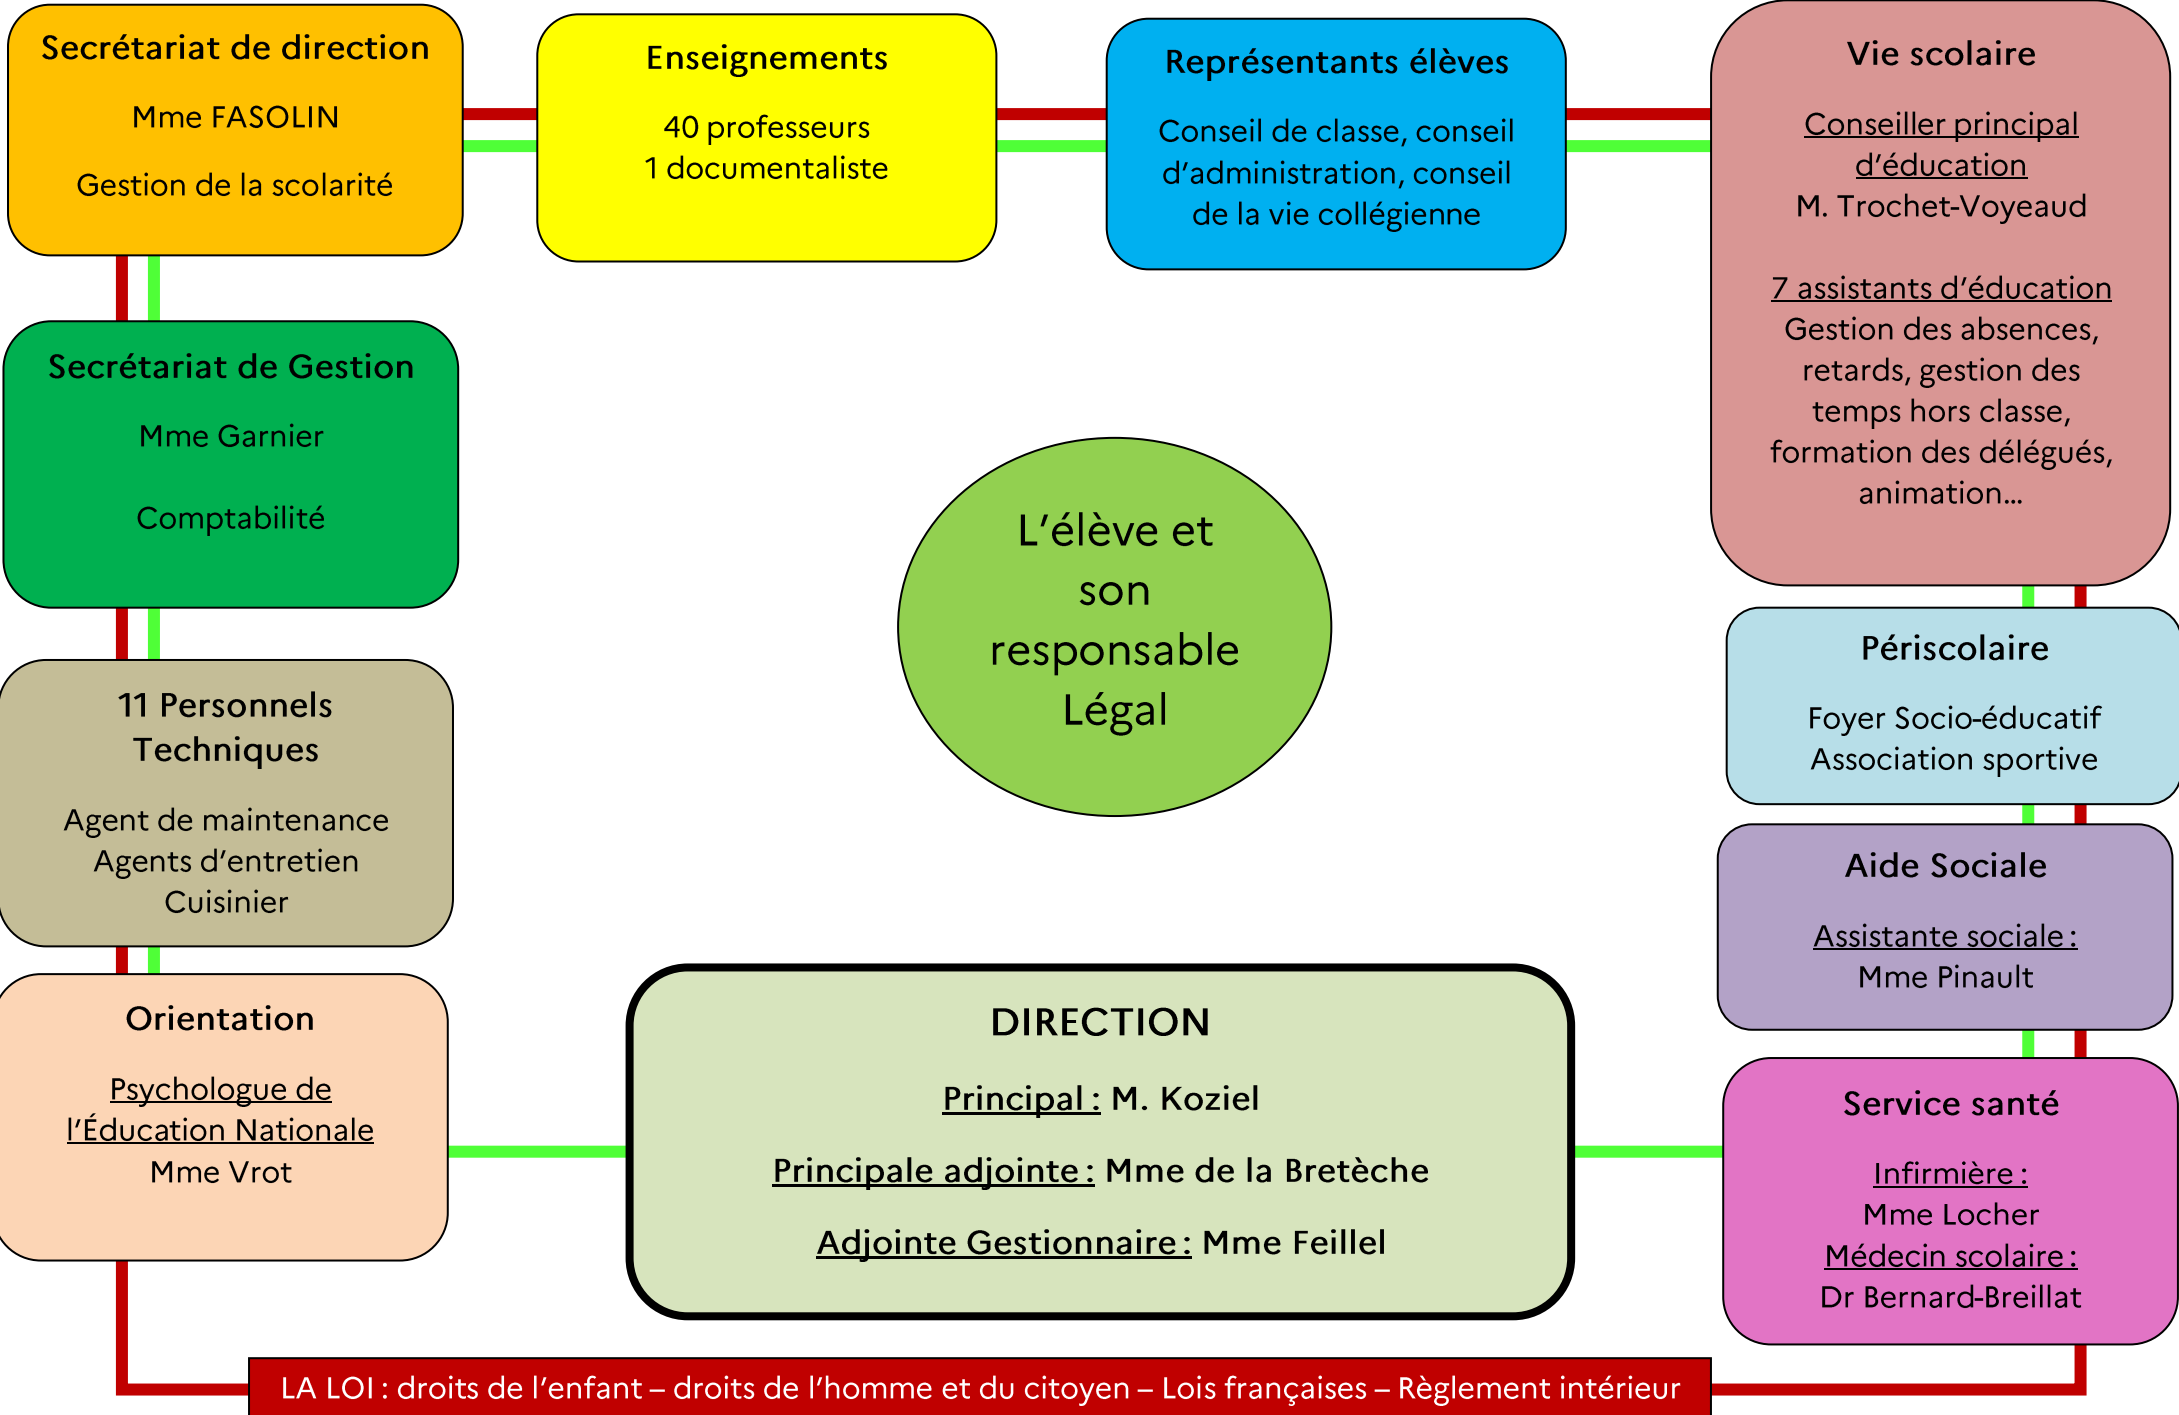 Secrétariat de direction
Mme FASOLIN
Gestion de la scolarité
Enseignements
40 professeurs
1 documentaliste
Représentants élèves
Conseil de classe, conseil
d’administration, conseil
de la vie collégienne
Vie scolaire
Conseiller principal
d’éducation
M. Trochet-Voyeaud
7 assistants d’éducation
Gestion des absences,
retards, gestion des
temps hors classe,
formation des délégués,
animation…
Secrétariat de Gestion
Mme Garnier
Comptabilité
L’élève et
son
responsable
Légal
Périscolaire
Foyer Socio-éducatif
Association sportive
11 Personnels
Techniques
Agent de maintenance
Agents d’entretien
Cuisinier
Aide Sociale
Assistante sociale :
Mme Pinault
Orientation
Psychologue de
l’Éducation Nationale
Mme Vrot
DIRECTION
Principal : M. Koziel
Principale adjointe : Mme de la Bretèche
Adjointe Gestionnaire : Mme Feillel
Service santé
Infirmière :
Mme Locher
Médecin scolaire :
Dr Bernard-Breillat
LA LOI : droits de l’enfant – droits de l’homme et du citoyen – Lois françaises – Règlement intérieur